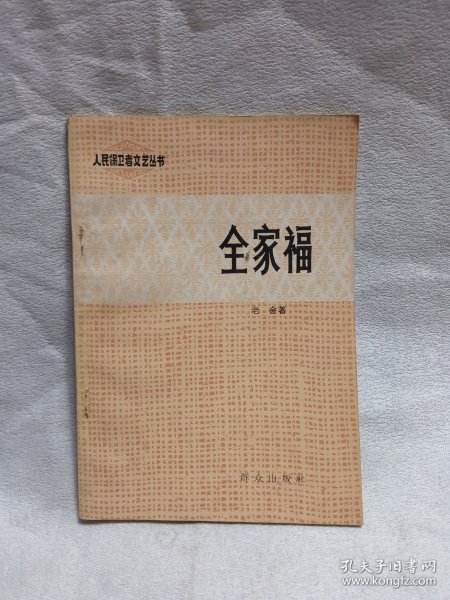 人民保卫者文艺丛书
全家福
老舍著
群众出版社
孔夫子旧书网
www.kongfz.com